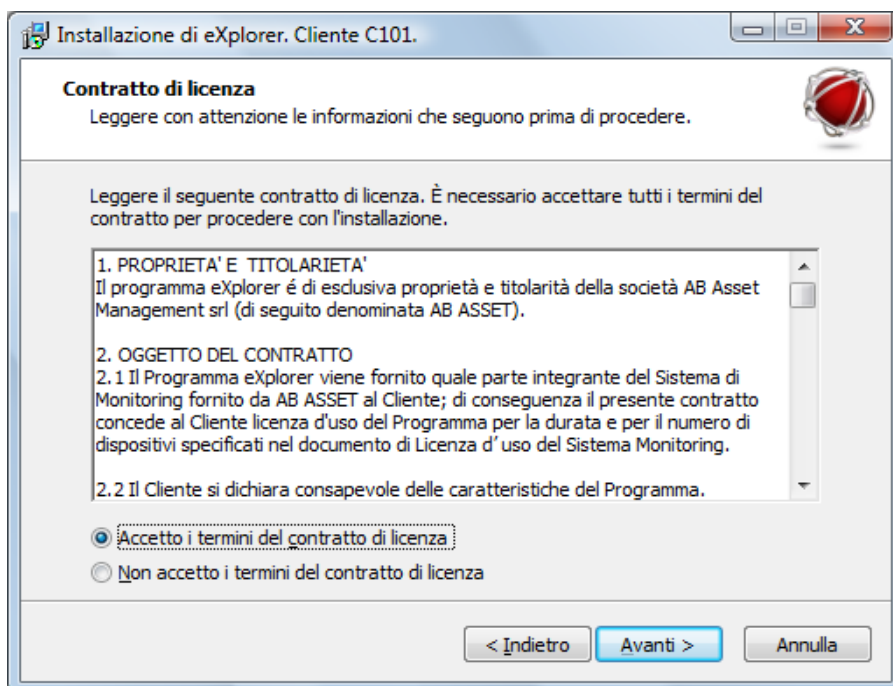 Installazione di eXplorer. Cliente C101.
Contratto di licenza
Leggere con attenzione le informazioni che seguono prima di procedere.
Leggere il seguente contratto di licenza. È necessario accettare tutti i termini del
contratto per procedere con l'installazione.
1. PROPRIETA' E TITOLARIETA'
Il programma eXplorer é di esclusiva proprietà e titolarità della società AB Asset
Management srl (di seguito denominata AB ASSET).
2. OGGETTO DEL CONTRATTO
2.1 Il Programma eXplorer viene fornito quale parte integrante del Sistema di
Monitoring fornito da AB ASSET al Cliente; di conseguenza il presente contratto
concede al Cliente licenza d'uso del Programma per la durata e per il numero di
dispositivi specificati nel documento di Licenza d’uso del Sistema Monitoring.
2.2 Il Cliente si dichiara consapevole delle caratteristiche del Programma.
Accetto i termini del contratto di licenza
Non accetto i termini del contratto di licenza
< Indietro Avanti > Annulla